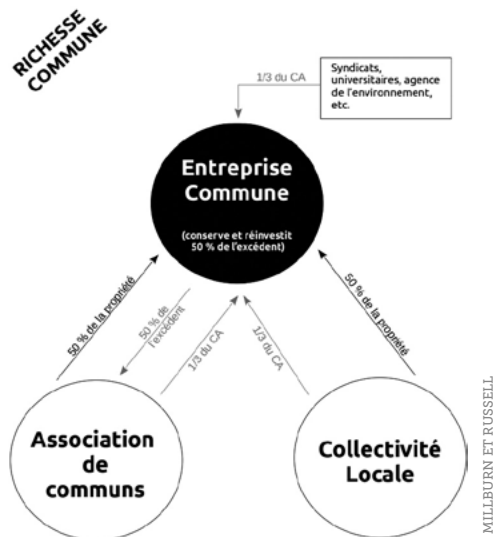 RICHESSE
COMMUNE
1/3 du CA
Syndicats,
universitaires, agence
de l'environnement,
etc.
Entreprise
Commune
(conserve et réinvestit
50 % de l'excédent)
50 % de la propriété
50 % de
l'excédent
1/3 du CA
1/3 du CA
50 % de la propriété
Association
de
communs
Collectivité
Locale
MILLBURN ET RUSSELL